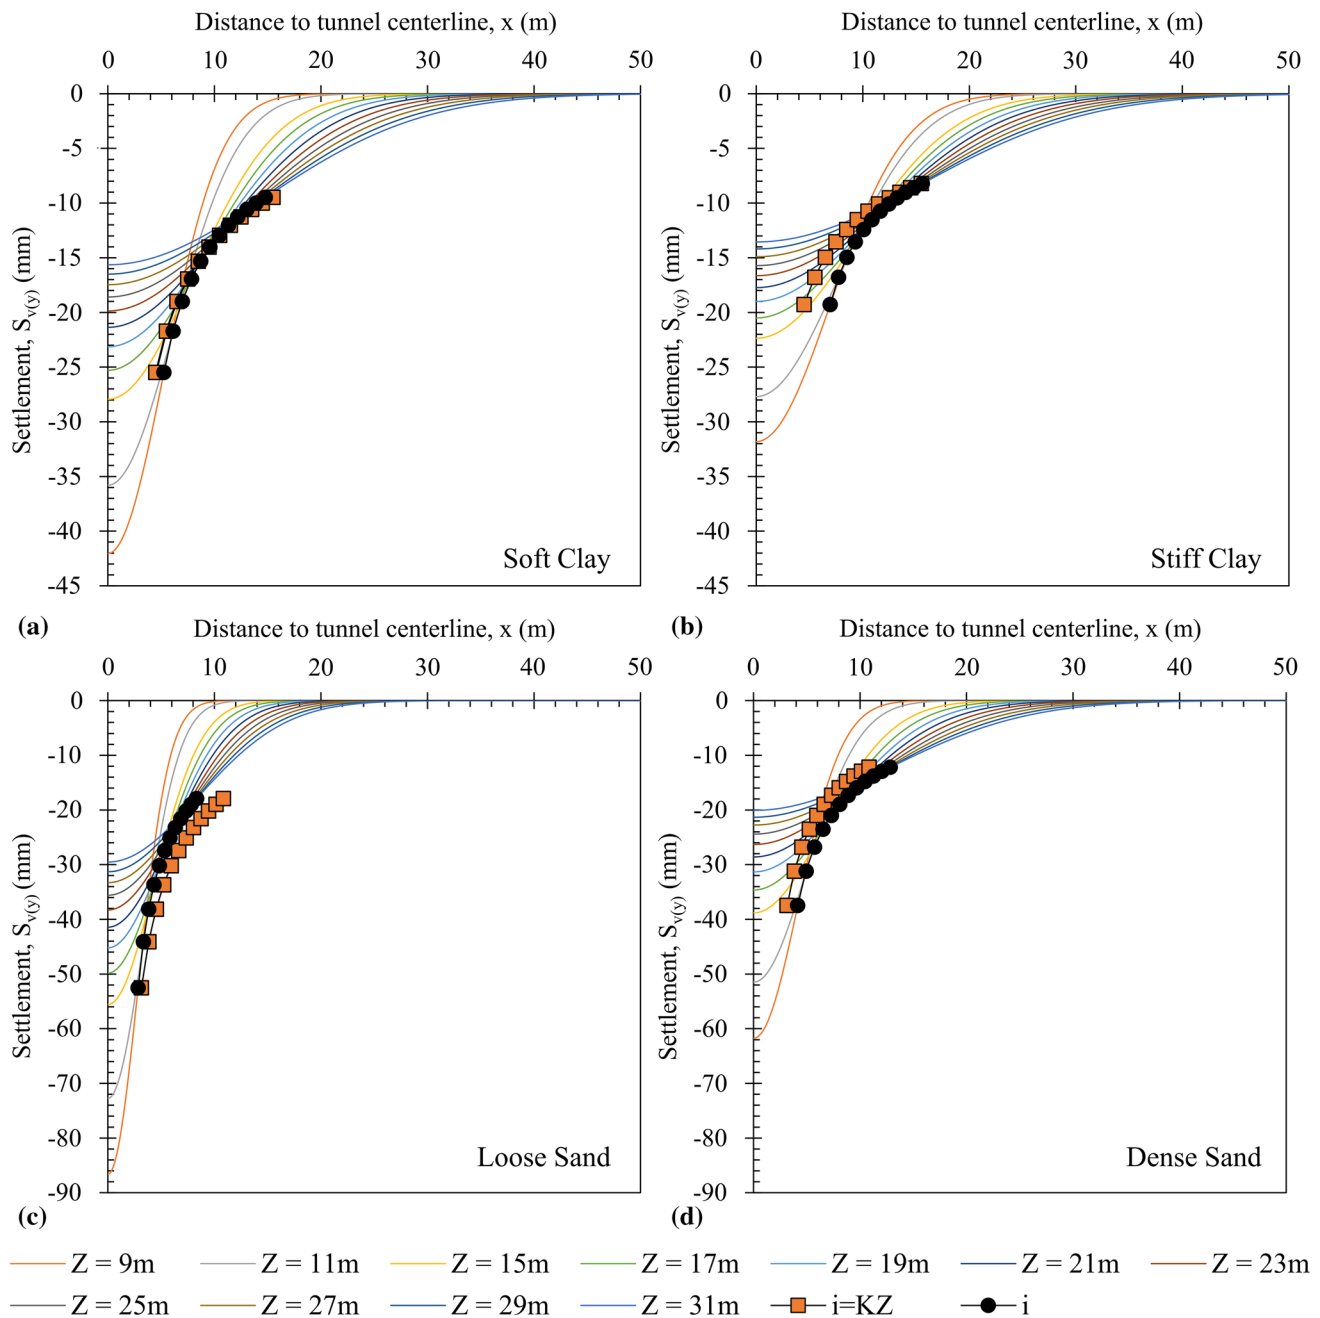 Distance to tunnel centerline, x (m)
0 10 20 30 40 50
Settlement, Sv(y) (mm)
0
-5
-10
-15
-20
-25
-30
-35
-40
-45
Soft Clay
(a)
Distance to tunnel centerline, x (m)
0 10 20 30 40 50
Settlement, Sv(y) (mm)
0
-5
-10
-15
-20
-25
-30
-35
-40
-45
Stiff Clay
(b)
Distance to tunnel centerline, x (m)
0 10 20 30 40 50
Settlement, Sv(y) (mm)
0
-10
-20
-30
-40
-50
-60
-70
-80
-90
Loose Sand
(c)
Distance to tunnel centerline, x (m)
0 10 20 30 40 50
Settlement, Sv(y) (mm)
0
-10
-20
-30
-40
-50
-60
-70
-80
-90
Dense Sand
(d)
Z = 9m Z = 11m Z = 15m Z = 17m Z = 19m Z = 21m Z = 23m
Z = 25m Z = 27m Z = 29m Z = 31m i=KZ i